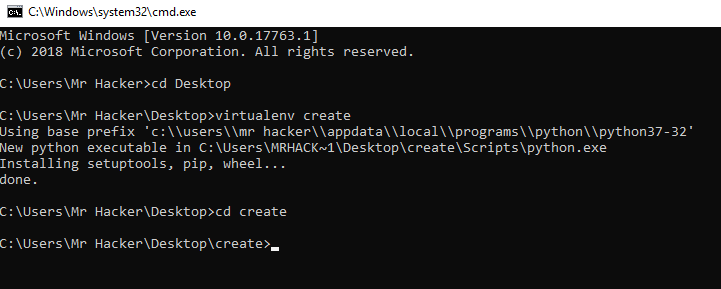 C:\Windows\system32\cmd.exe
Microsoft Windows [Version 10.0.17763.1]
(c) 2018 Microsoft Corporation. All rights reserved.
C:\Users\Mr Hacker>cd Desktop
C:\Users\Mr Hacker\Desktop>virtualenv create
Using base prefix 'c:\\users\\mr hacker\\appdata\\local\\programs\\python\\python37-32'
New python executable in C:\Users\MRHACK~1\Desktop\create\Scripts\python.exe
Installing setuptools, pip, wheel...
done.
C:\Users\Mr Hacker\Desktop>cd create
C:\Users\Mr Hacker\Desktop\create>